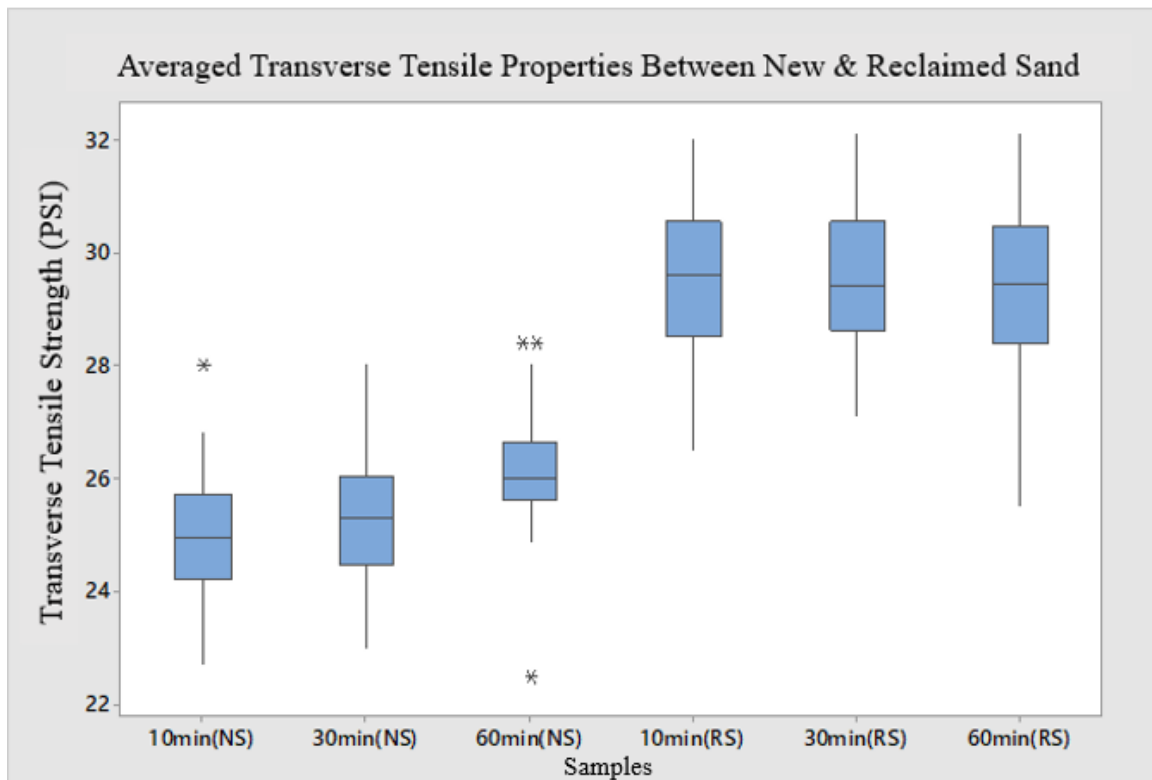 Averaged Transverse Tensile Properties Between New & Reclaimed Sand
Transverse Tensile Strength (PSI)
32
30
28
26
24
22
10min(NS) 30min(NS) 60min(NS) 10min(RS) 30min(RS) 60min(RS)
Samples